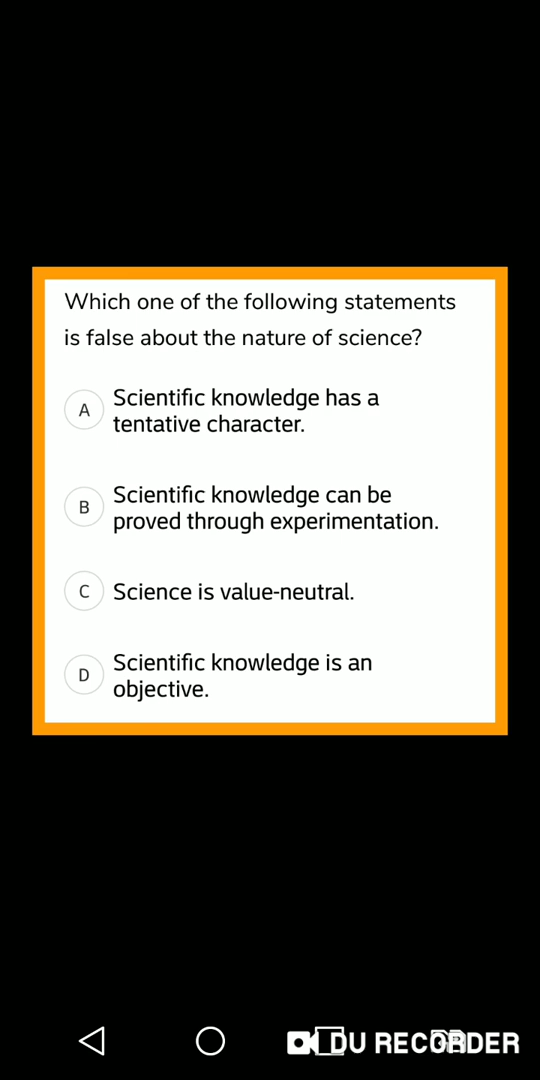 Which one of the following statements
is false about the nature of science?
A
Scientific knowledge has a
tentative character.
B
Scientific knowledge can be
proved through experimentation.
C
Science is value-neutral.
D
Scientific knowledge is an
objective.
DU RECORDER